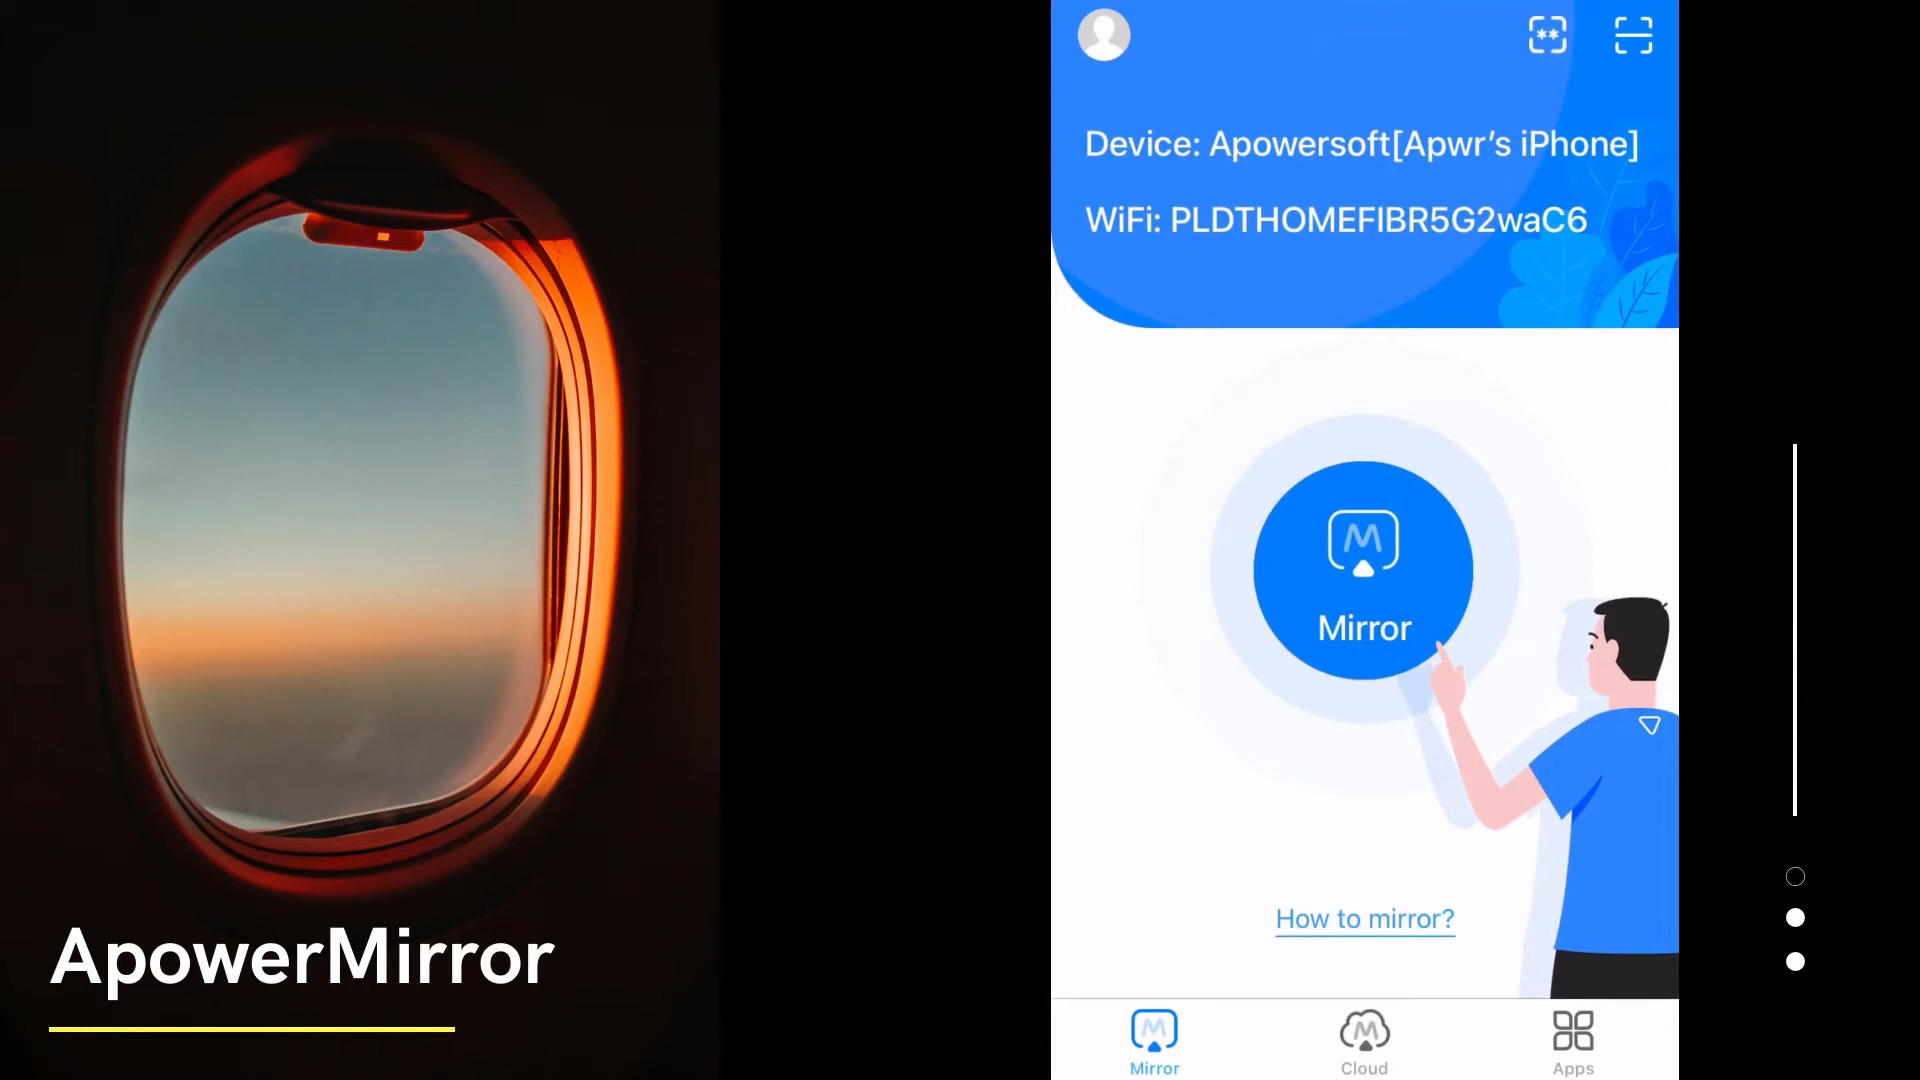 Device: Apowersoft[Apwr’s iPhone]
WiFi: PLDTHOMEFIBR5G2waC6
M
Mirror
How to mirror?
ApowerMirror
M
Mirror
M
Cloud
Apps